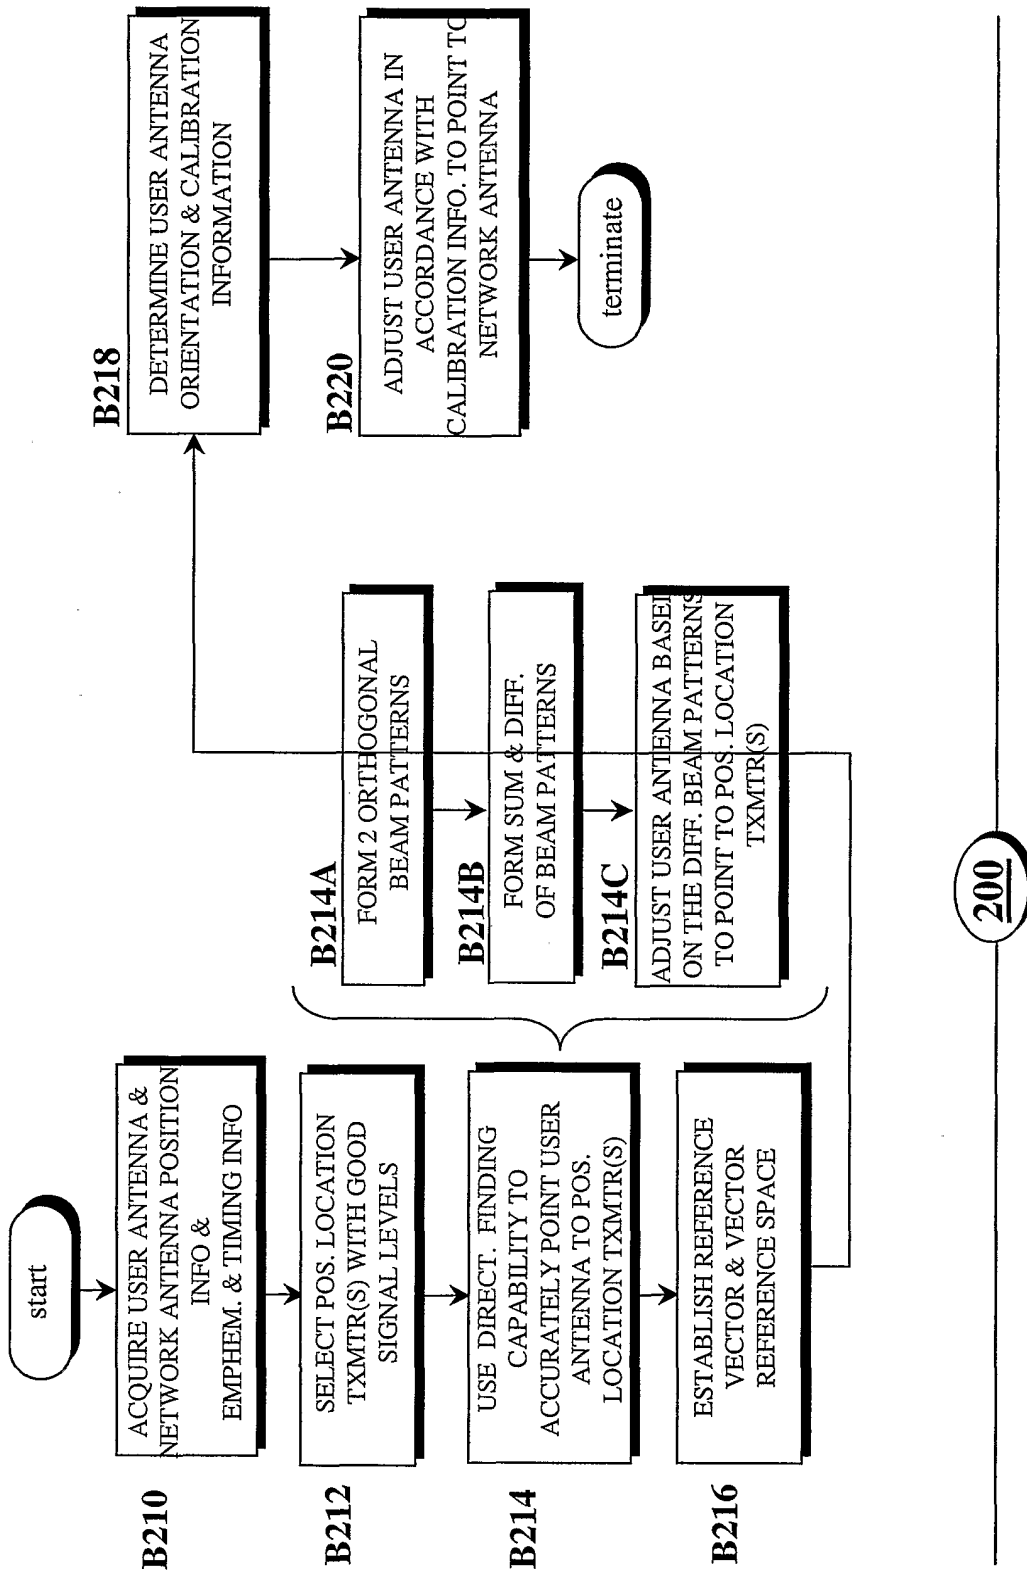 start
B210
ACQUIRE USER ANTENNA &
NETWORK ANTENNA POSITION
INFO &
EMPHEM. & TIMING INFO
B212
SELECT POS. LOCATION
TXMTR(S) WITH GOOD
SIGNAL LEVELS
B214
USE DIRECT. FINDING
CAPABILITY TO
ACCURATELY POINT USER
ANTENNA TO POS.
LOCATION TXMTR(S)
B216
ESTABLISH REFERENCE
VECTOR & VECTOR
REFERENCE SPACE
B214A
FORM 2 ORTHOGONAL
BEAM PATTERNS
B214B
FORM SUM & DIFF.
OF BEAM PATTERNS
B214C
ADJUST USER ANTENNA BASED
ON THE DIFF. BEAM PATTERNS
TO POINT TO POS. LOCATION
TXMTR(S)
B218
DETERMINE USER ANTENNA
ORIENTATION & CALIBRATION
INFORMATION
B220
ADJUST USER ANTENNA IN
ACCORDANCE WITH
CALIBRATION INFO. TO POINT TO
NETWORK ANTENNA
terminate
200